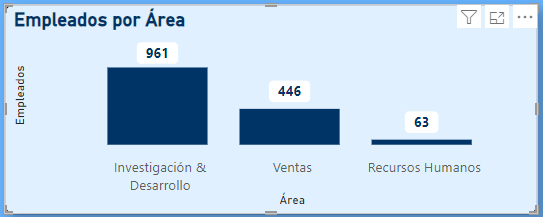 Empleados por Área
961
446
63
Empleados
Investigación &
Desarrollo
Ventas
Recursos Humanos
Área